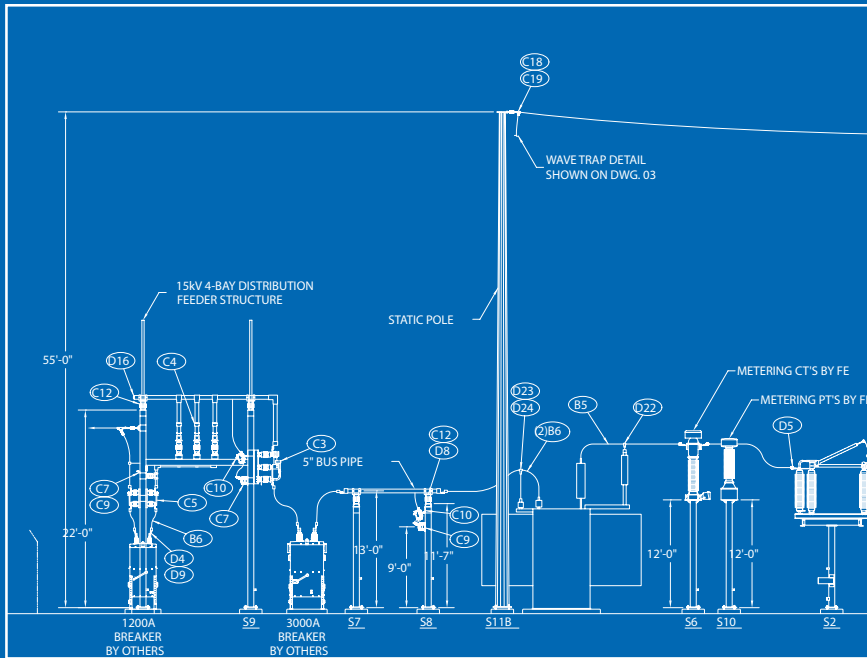 C18
C19
WAVE TRAP DETAIL
SHOWN ON DWG. 03
15kV 4-BAY DISTRIBUTION
FEEDER STRUCTURE
STATIC POLE
55'-0"
D16
C4
C12
METERING CT'S BY FE
METERING PT'S BY FE
D23
D24
(2)B6
B5
D22
D5
C3
5" BUS PIPE
C12
D8
C10
C7
C9
C5
C7
B6
C10
C9
22'-0"
D4
D9
13'-0"
9'-0"
11'-7"
12'-0"
12'-0"
1200A
BREAKER
BY OTHERS
S9
3000A
BREAKER
BY OTHERS
S7
S8
S11B
S6
S10
S2